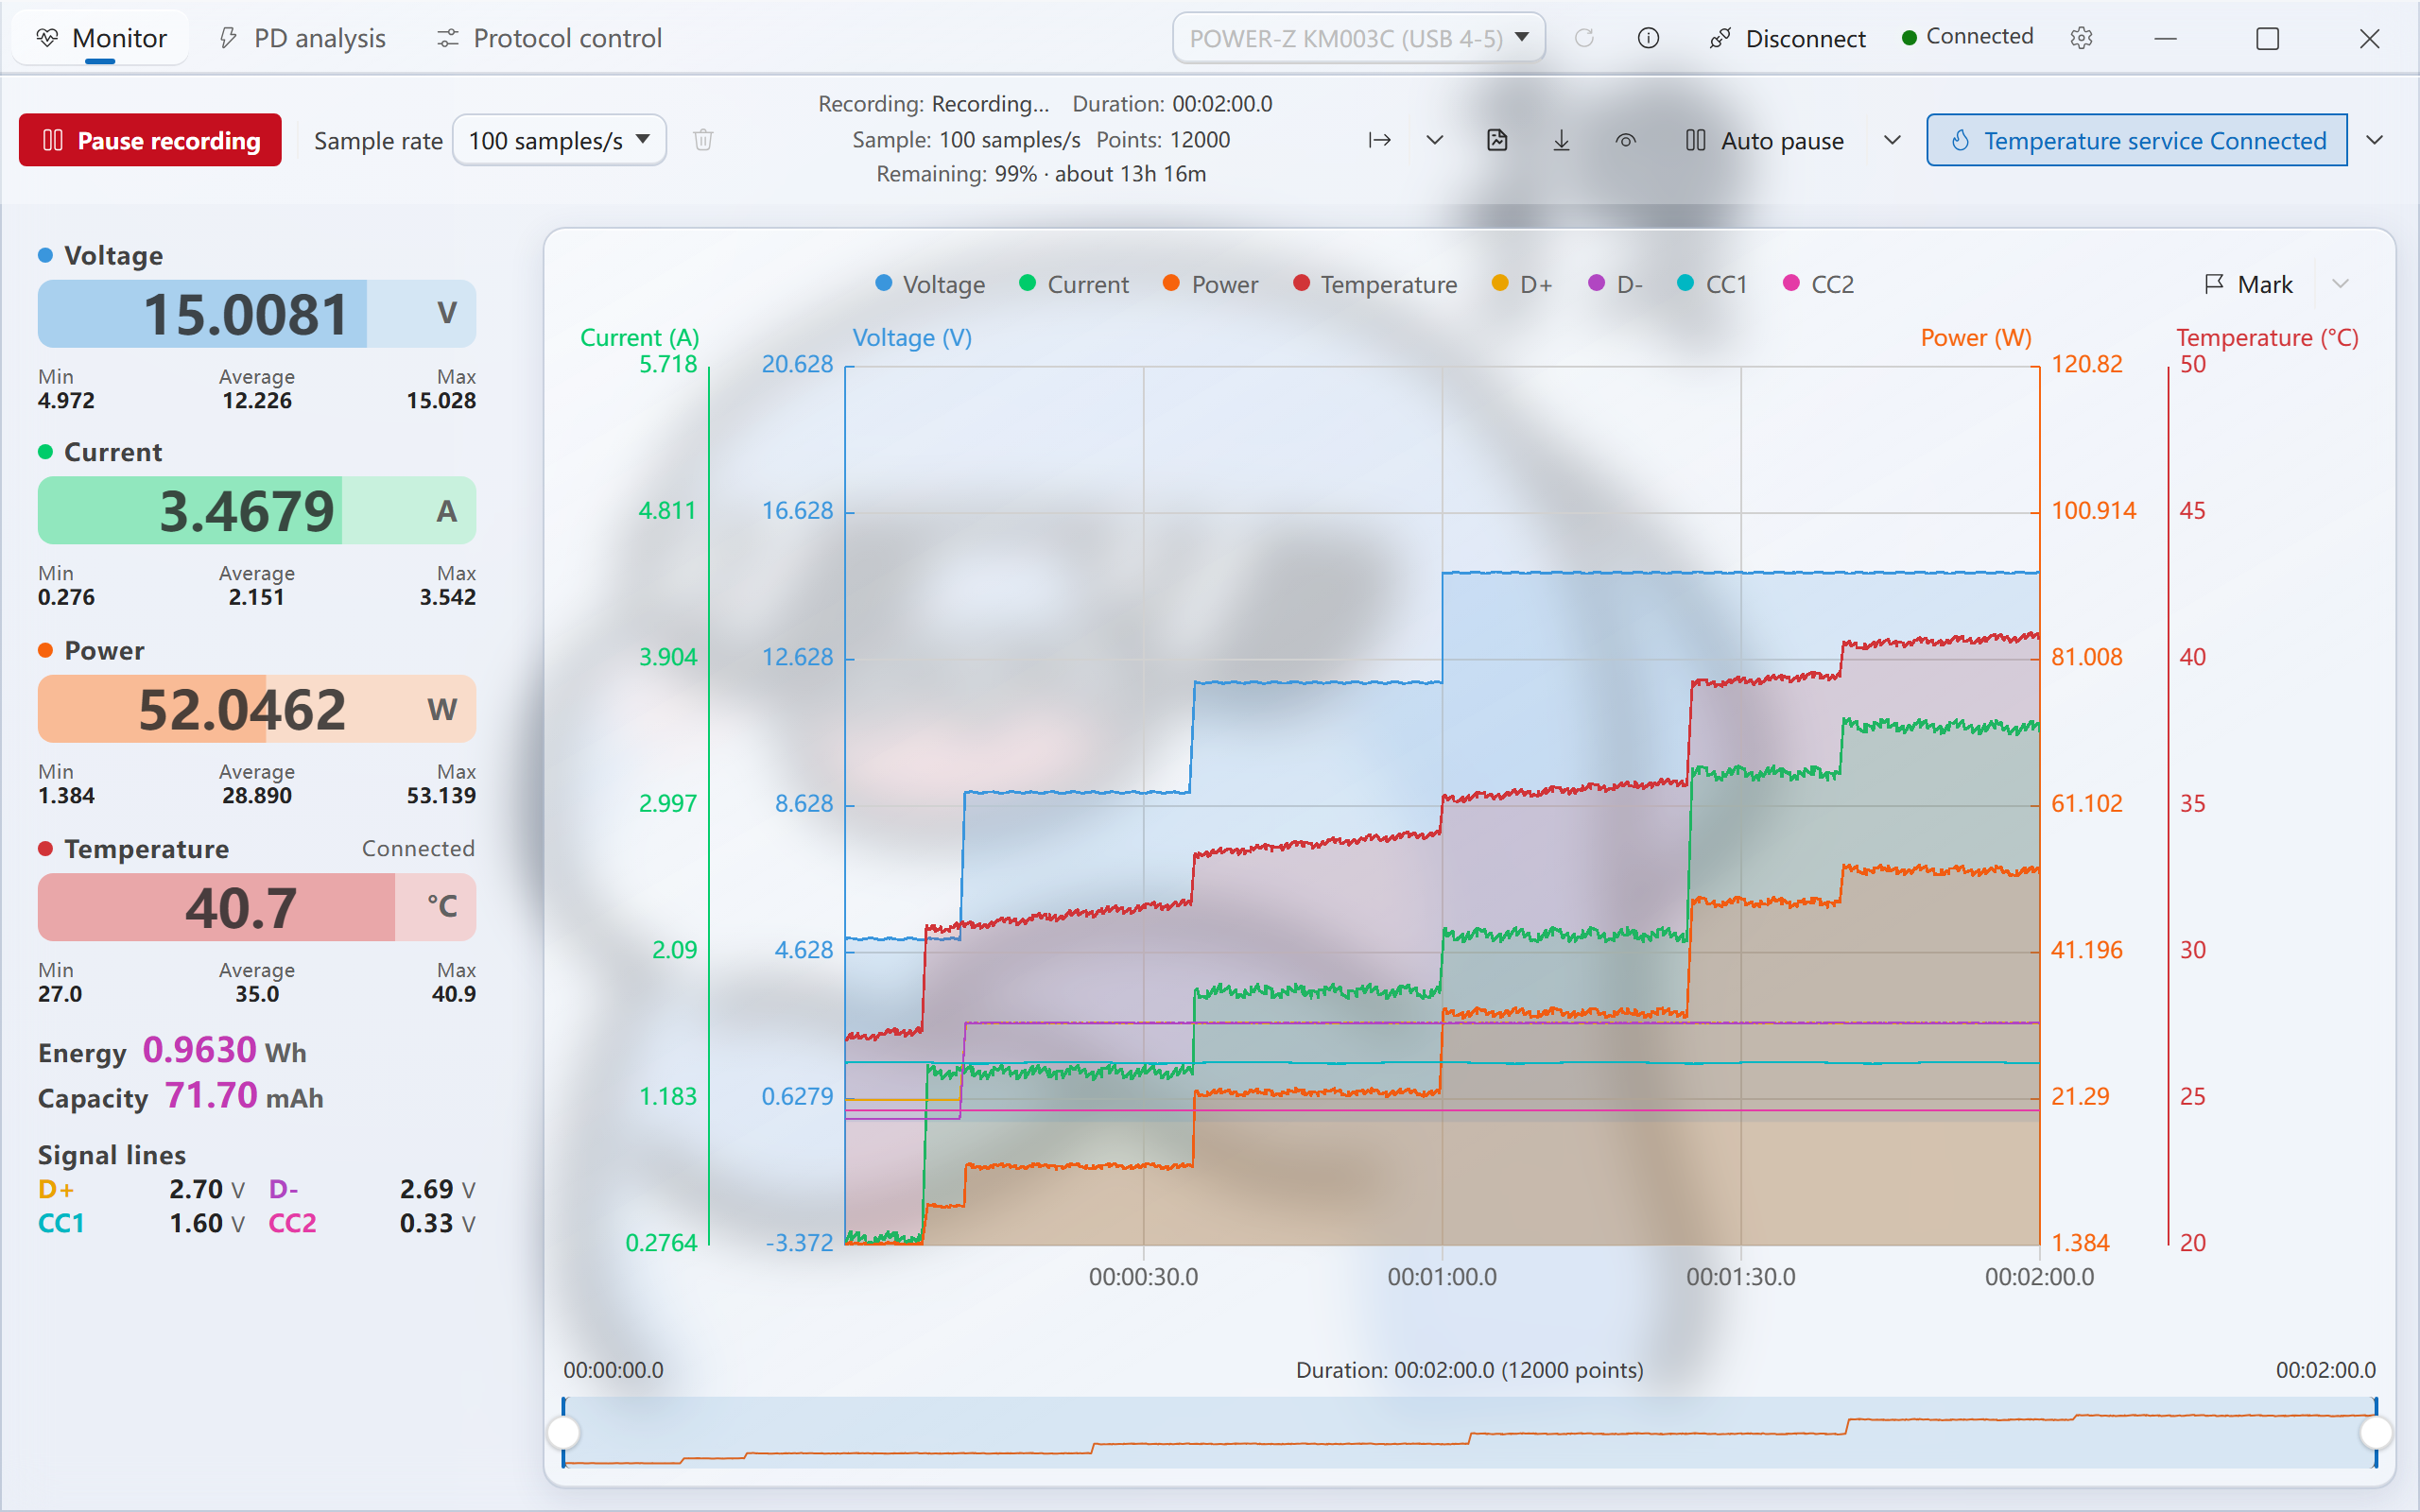 Monitor PD analysis Protocol control POWER-Z KM003C (USB 4-5) Disconnect Connected
Pause recording Sample rate 100 samples/s
Recording: Recording... Duration: 00:02:00.0
Sample: 100 samples/s Points: 12000
Remaining: 99% · about 13h 16m
Auto pause Temperature service Connected
Voltage
15.0081 V
Min Average Max
4.972 12.226 15.028
Current
3.4679 A
Min Average Max
0.276 2.151 3.542
Power
52.0462 W
Min Average Max
1.384 28.890 53.139
Temperature Connected
40.7 °C
Min Average Max
27.0 35.0 40.9
Energy 0.9630 Wh
Capacity 71.70 mAh
Signal lines
D+ 2.70 V D- 2.69 V
CC1 1.60 V CC2 0.33 V
Voltage Current Power Temperature D+ D- CC1 CC2 Mark
Current (A) Voltage (V) Power (W) Temperature (°C)
5.718 20.628 120.82 50
4.811 16.628 100.914 45
3.904 12.628 81.008 40
2.997 8.628 61.102 35
2.09 4.628 41.196 30
1.183 0.6279 21.29 25
0.2764 -3.372 1.384 20
00:00:30.0 00:01:00.0 00:01:30.0 00:02:00.0
00:00:00.0 Duration: 00:02:00.0 (12000 points) 00:02:00.0